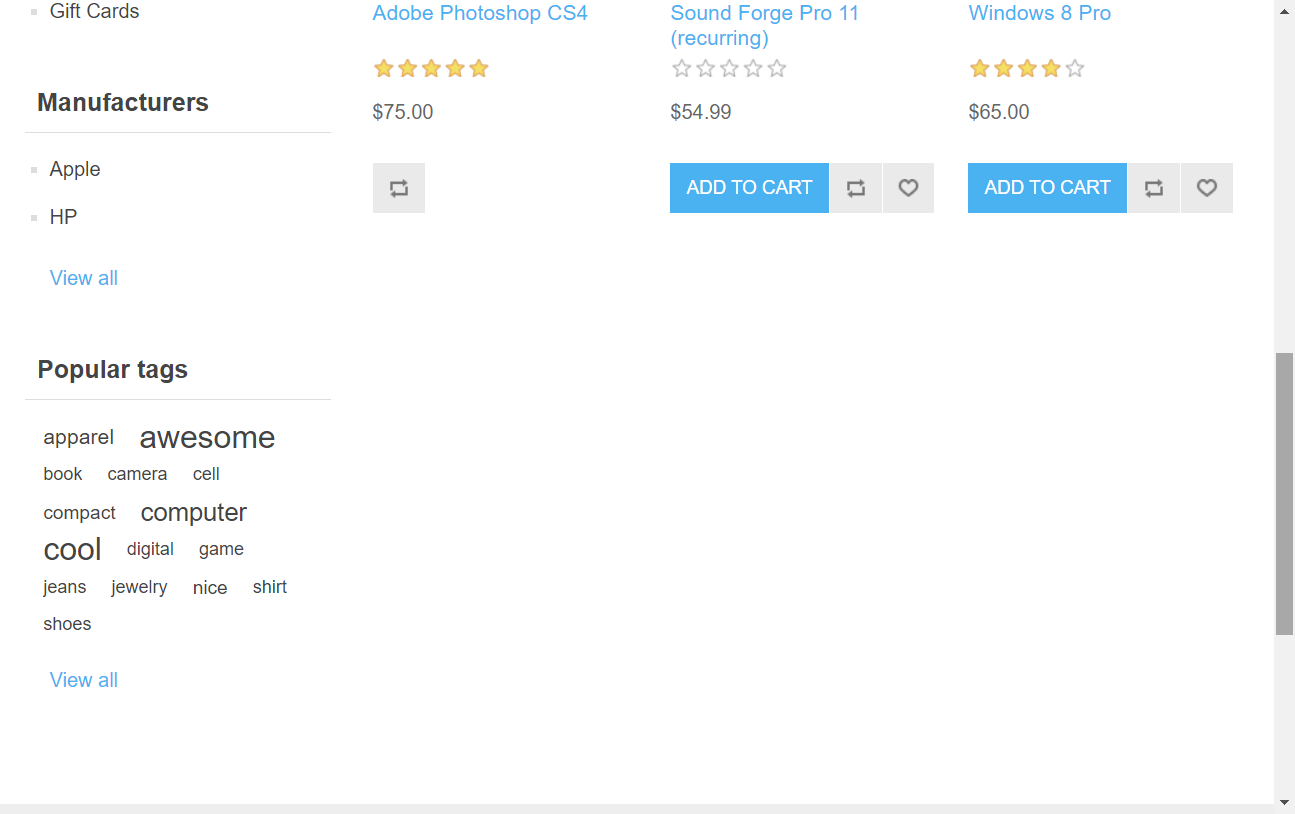 Gift Cards
Manufacturers
Apple
HP
View all
Popular tags
apparel awesome
book camera cell
compact computer
cool digital game
jeans jewelry nice shirt
shoes
View all
Adobe Photoshop CS4
$75.00
Sound Forge Pro 11
(recurring)
$54.99
ADD TO CART
Windows 8 Pro
$65.00
ADD TO CART